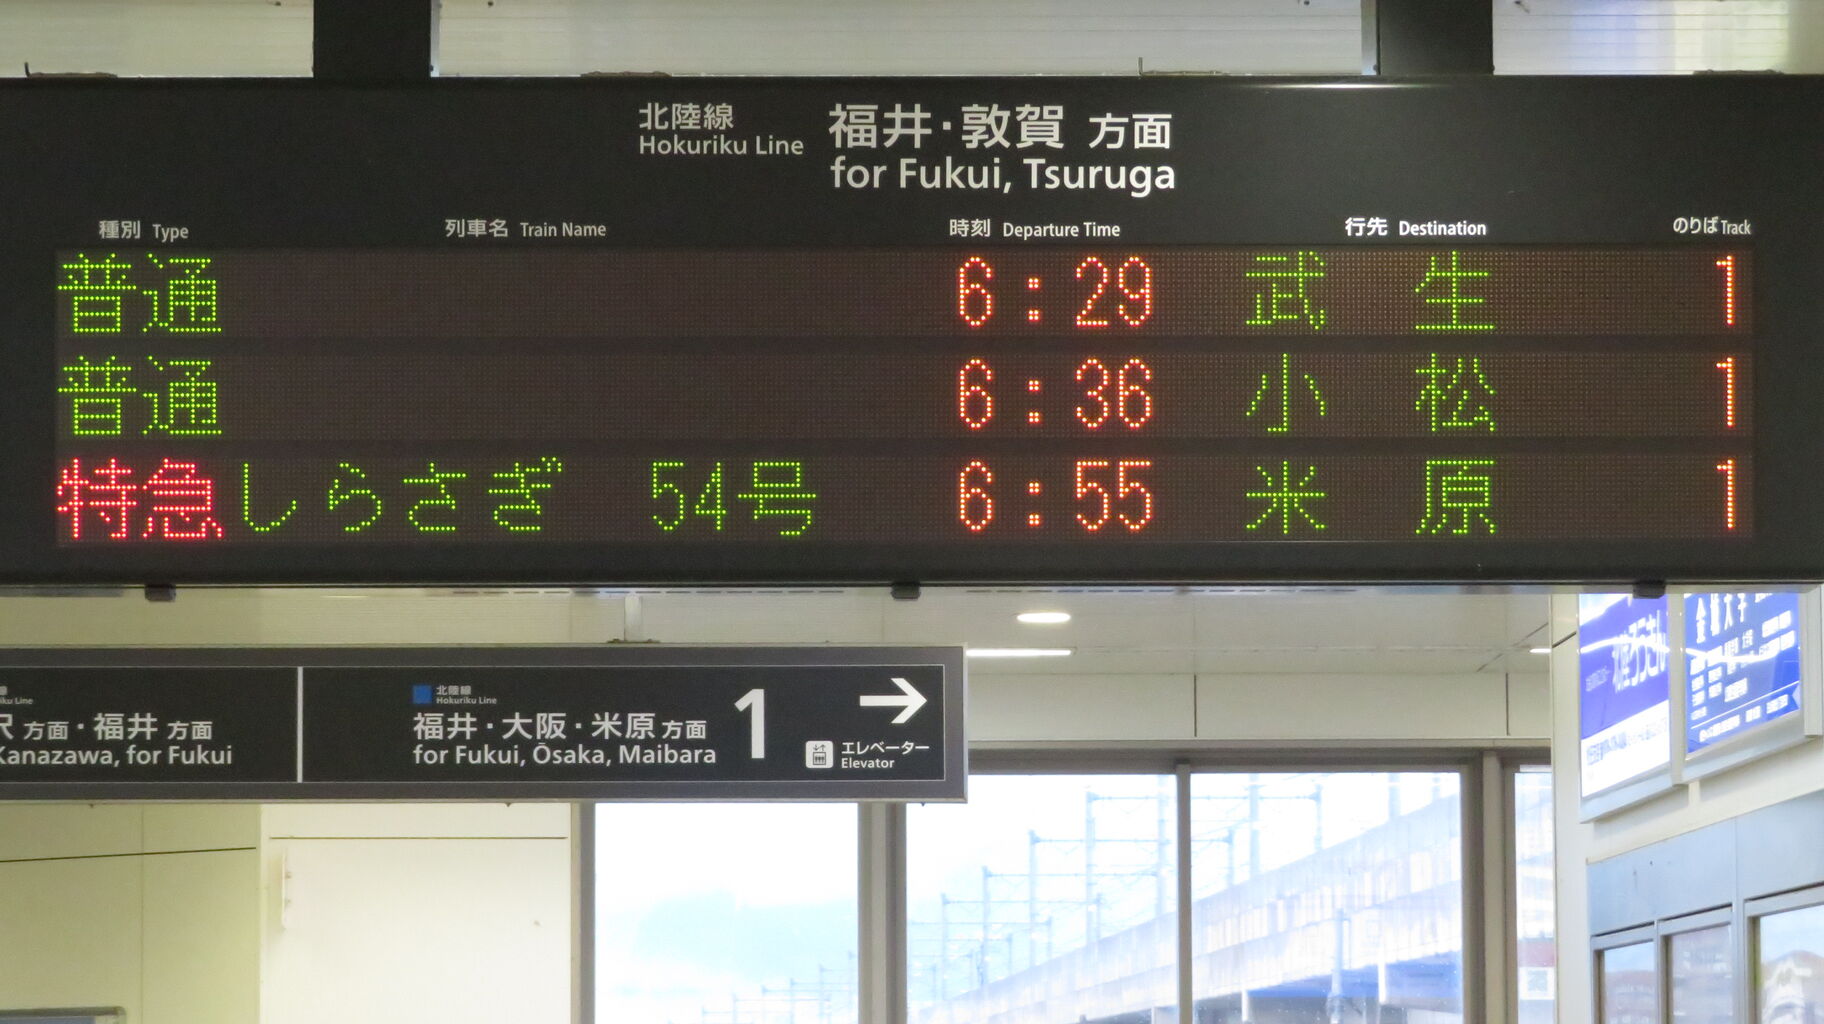 北陸線 福井・敦賀 方面
Hokuriku Line for Fukui, Tsuruga
種別 Type 列車名 Train Name 時刻 Departure Time 行先 Destination のりば Track
普通 6:29 武生 1
普通 6:36 小松 1
特急 しらさぎ 54号 6:55 米原 1
iku Line
方面・福井 方面
Kanazawa, for Fukui
北陸線
Hokuriku Line
福井・大阪・米原 方面
for Fukui, Ōsaka, Maibara
1
エレベーター
Elevator